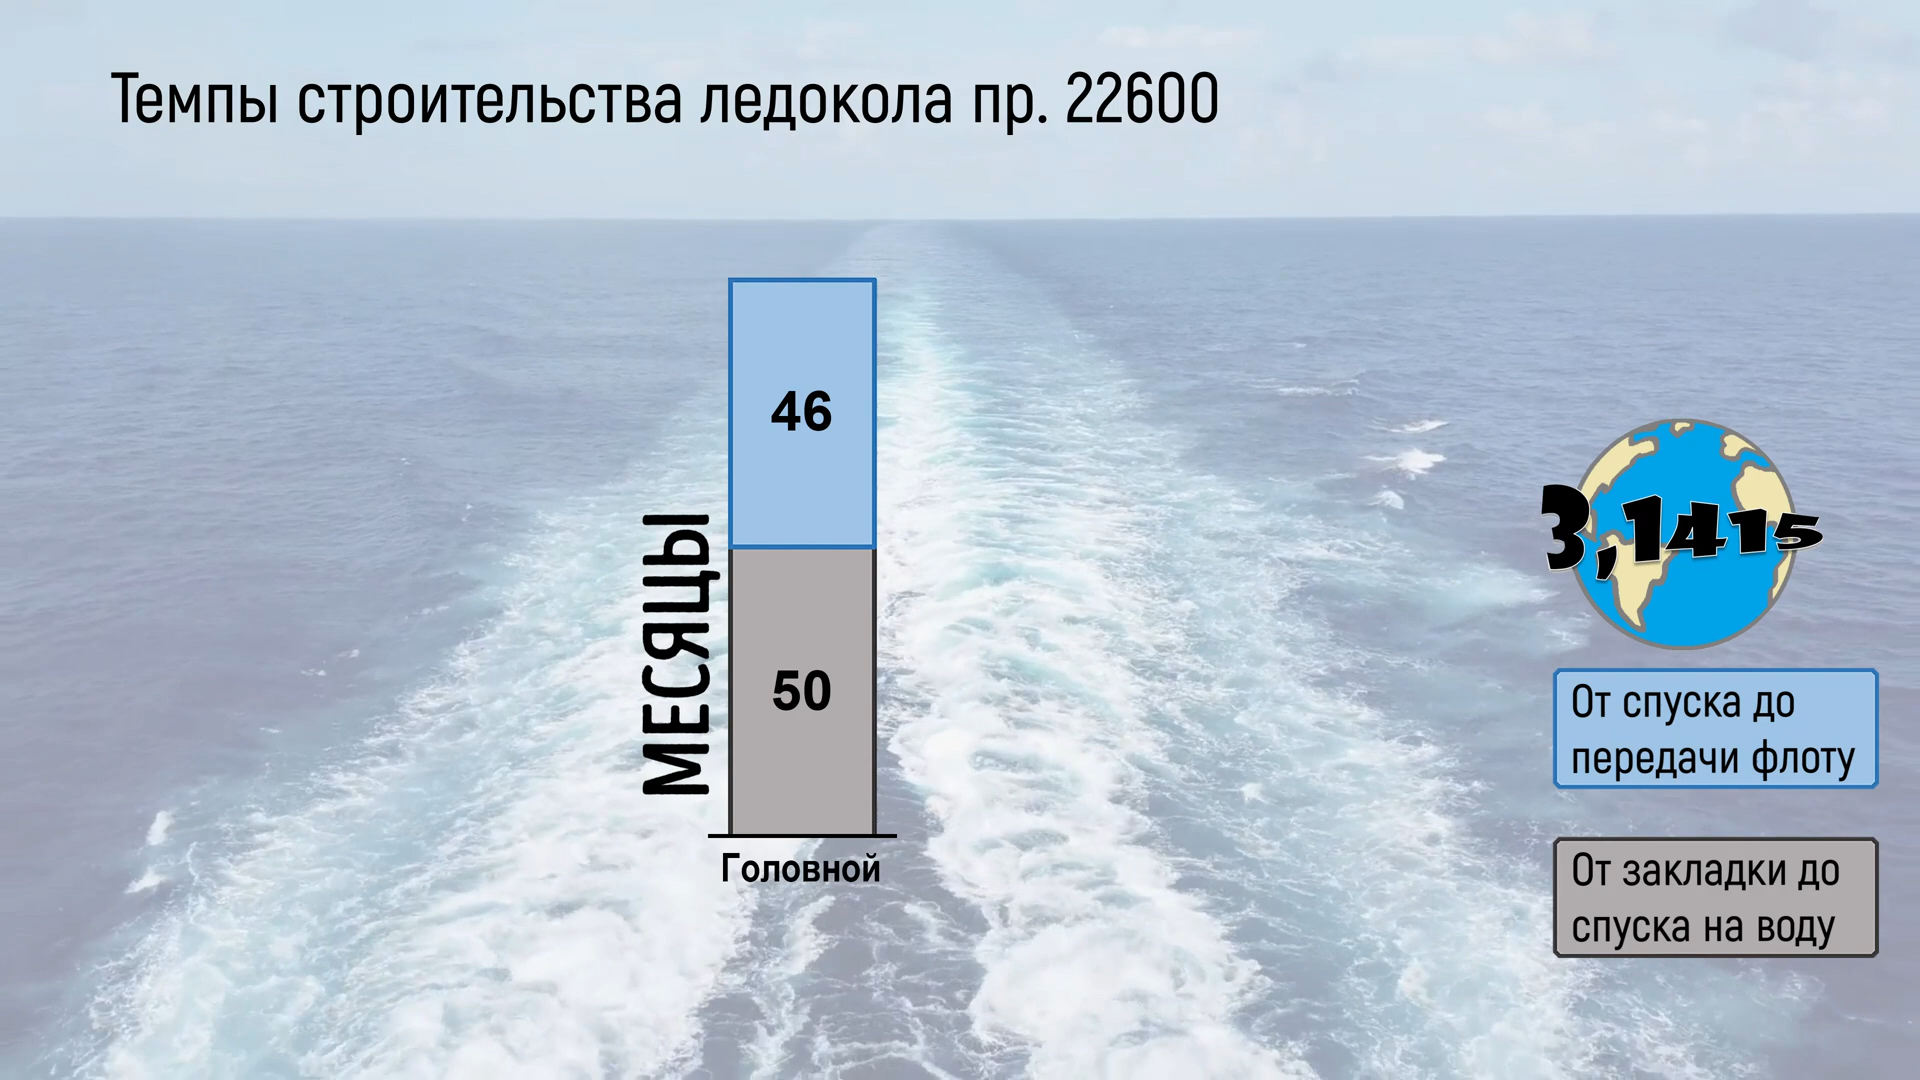 Темпы строительства ледокола пр. 22600
46
МЕСЯЦЫ
50
Головной
3,1415
От спуска до
передачи флоту
От закладки до
спуска на воду